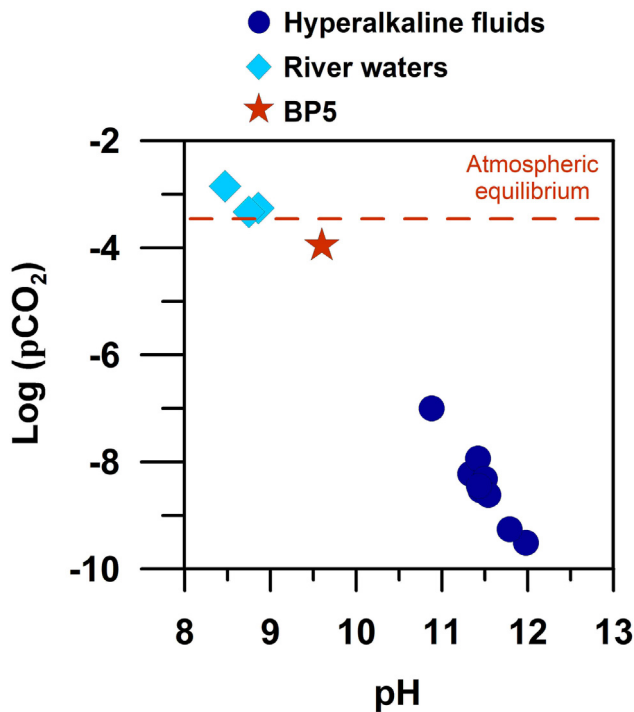 Hyperalkaline fluids
River waters
BP5
Atmospheric
equilibrium
Log (pCO₂)
-2
-4
-6
-8
-10
8 9 10 11 12 13
pH